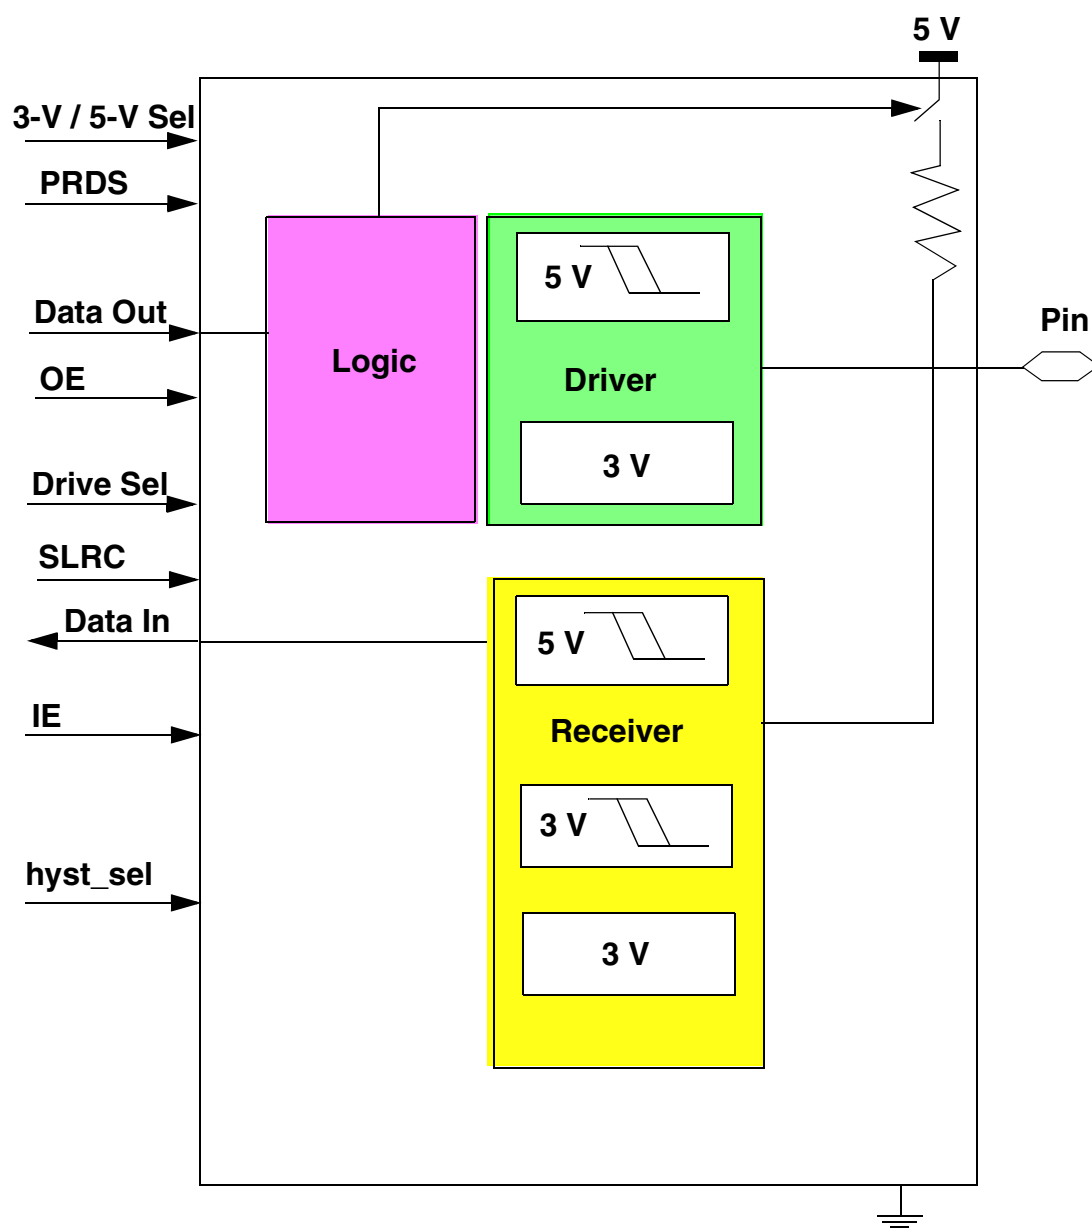 5 V
3-V / 5-V Sel
PRDS
Data Out
OE
Drive Sel
SLRC
Data In
IE
hyst_sel
Logic
5 V
Driver
3 V
5 V
Receiver
3 V
3 V
Pin